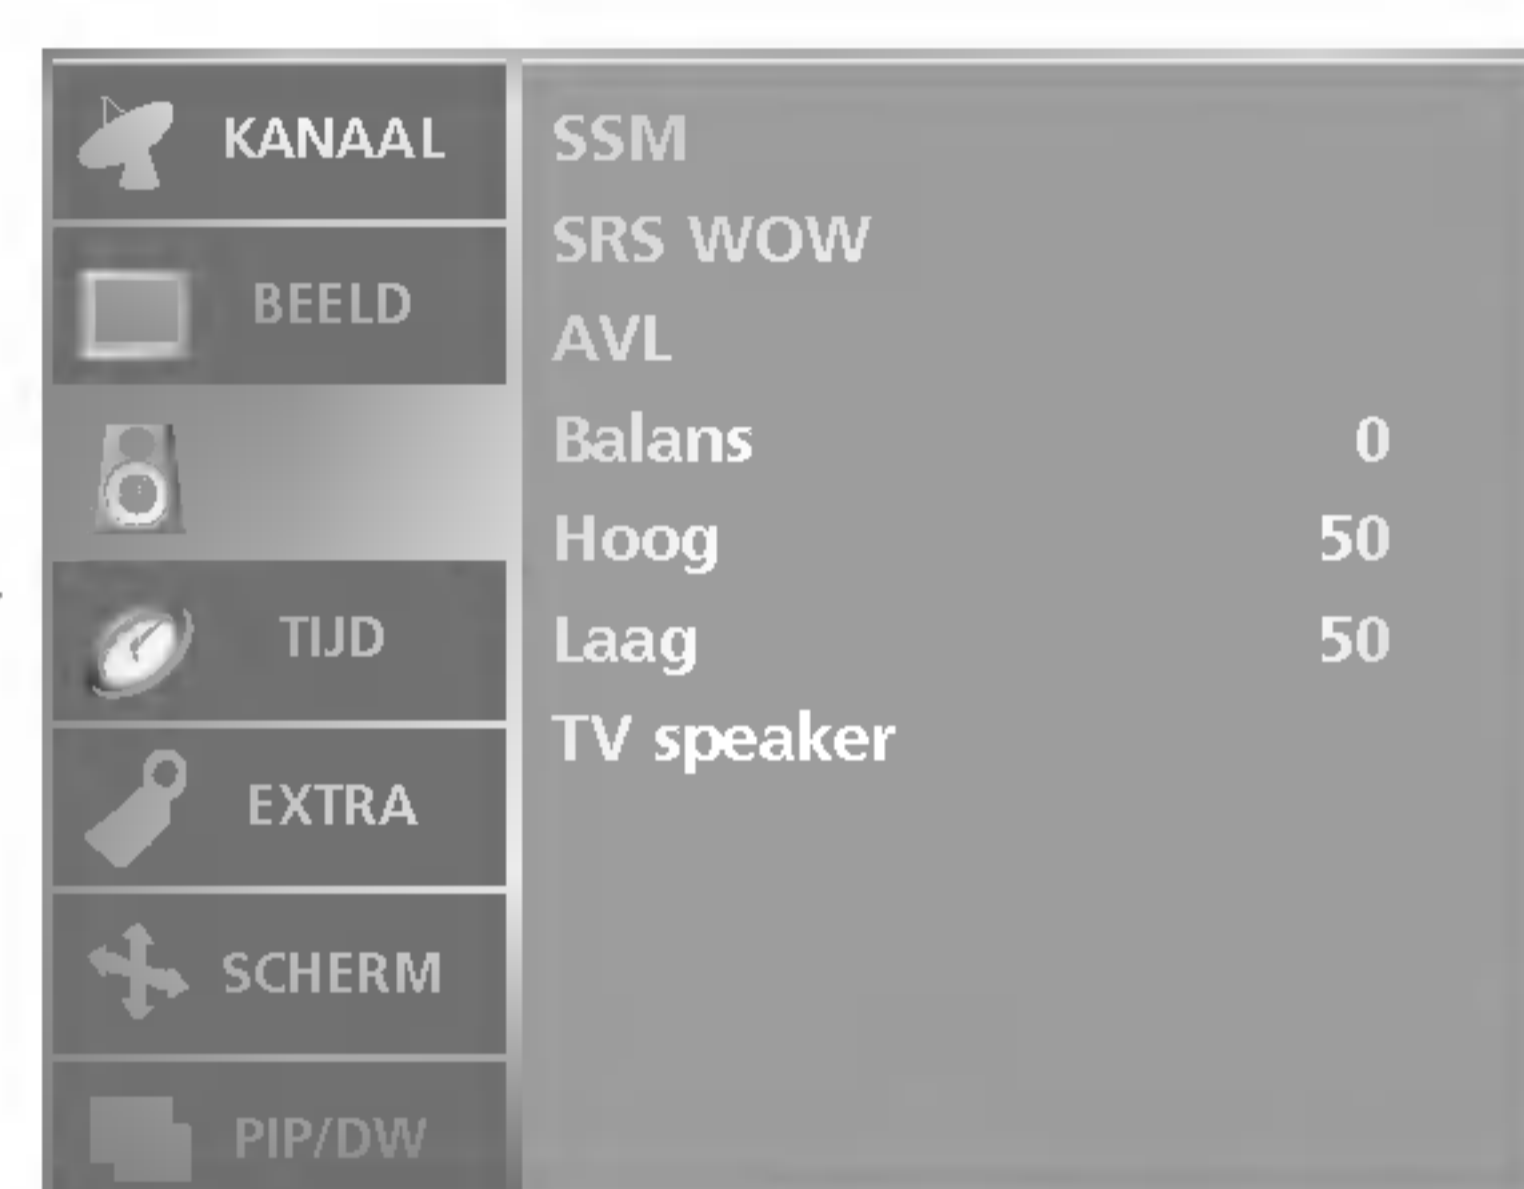 KANAAL
BEELD
TIJD
EXTRA
SCHERM
PIP/DW
SSM
SRS WOW
AVL
Balans 0
Hoog 50
Laag 50
TV speaker